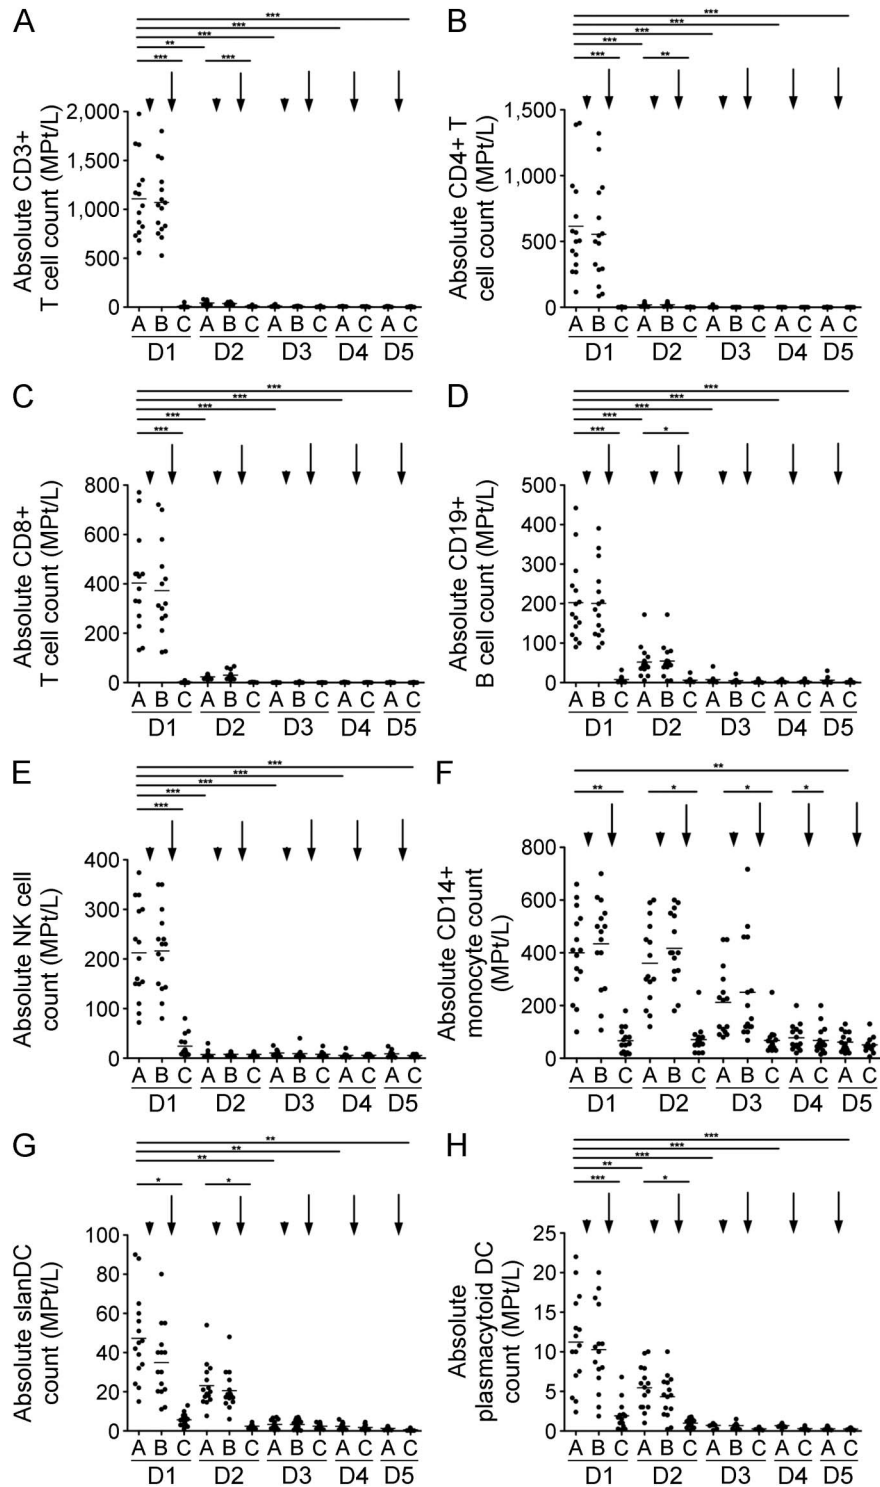 A
***
***
***
**
*** ***
Absolute CD3+
T cell count (MPt/L)
2,000
1,500
1,000
500
0
A B C A B C A B C A C A C
D1 D2 D3 D4 D5
B
***
***
***
***
*** **
Absolute CD4+ T
cell count (MPt/L)
1,500
1,000
500
0
A B C A B C A B C A C A C
D1 D2 D3 D4 D5
C
***
***
***
***
***
Absolute CD8+
T cell count (MPt/L)
800
600
400
200
0
A B C A B C A B C A C A C
D1 D2 D3 D4 D5
D
***
***
***
***
*** *
Absolute CD19+
B cell count (MPt/L)
500
400
300
200
100
0
A B C A B C A B C A C A C
D1 D2 D3 D4 D5
E
***
***
***
***
***
Absolute NK cell
count (MPt/L)
400
300
200
100
0
A B C A B C A B C A C A C
D1 D2 D3 D4 D5
F
**
** * * *
Absolute CD14+
monocyte count
(MPt/L)
800
600
400
200
0
A B C A B C A B C A C A C
D1 D2 D3 D4 D5
G
**
**
**
* *
Absolute slanDC
count (MPt/L)
100
80
60
40
20
0
A B C A B C A B C A C A C
D1 D2 D3 D4 D5
H
***
***
***
**
*** *
Absolute
plasmacytoid DC
count (MPt/L)
25
20
15
10
5
0
A B C A B C A B C A C A C
D1 D2 D3 D4 D5